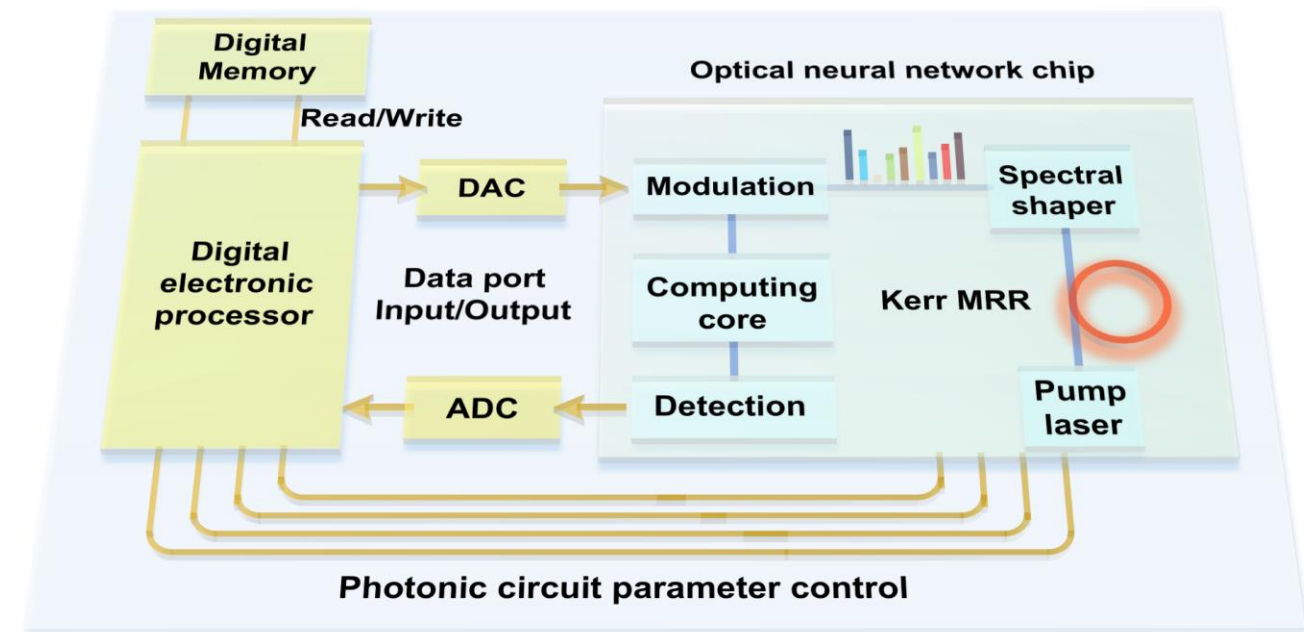 Digital
Memory
Read/Write
Optical neural network chip
DAC
Modulation
Spectral
shaper
Digital
electronic
processor
Data port
Input/Output
Computing
core
Kerr MRR
ADC
Detection
Pump
laser
Photonic circuit parameter control